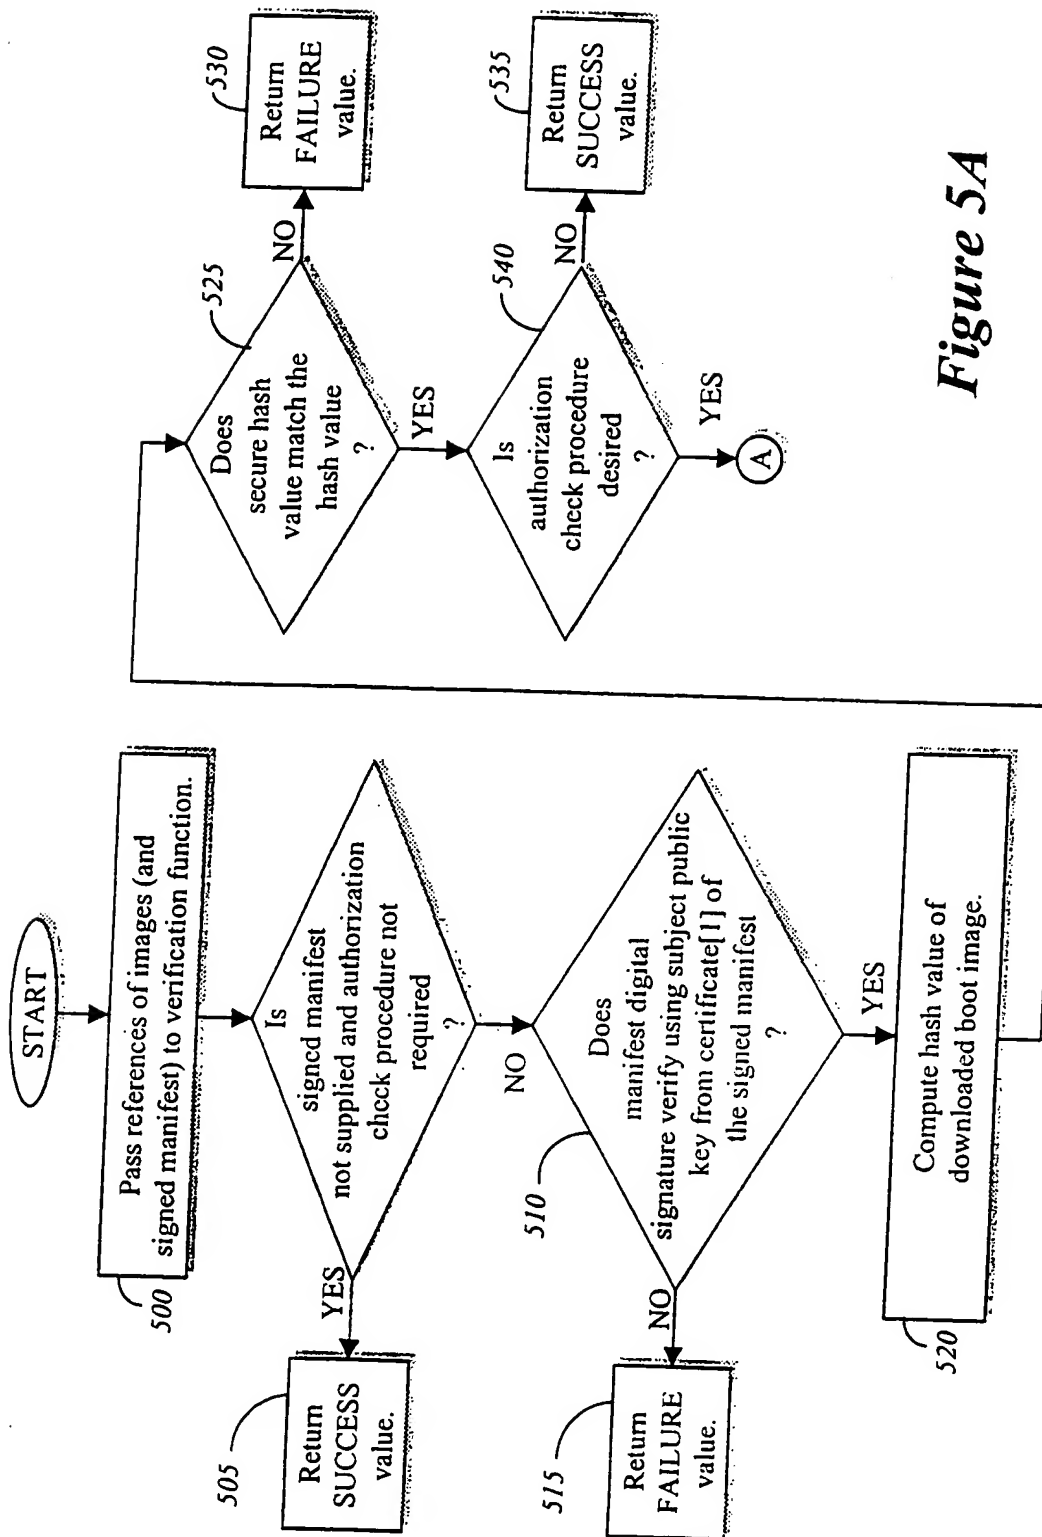 START
Pass references of images (and
signed manifest) to verification function.
500
Is
signed manifest
not supplied and authorization
check procedure not
required
?
YES
Return
SUCCESS
value.
505
NO
Does
manifest digital
signature verify using subject public
key from certificate[1] of
the signed manifest
?
510
NO
Return
FAILURE
value.
515
YES
Compute hash value of
downloaded boot image.
520
Does
secure hash
value match the
hash value
?
525
NO
Return
FAILURE
value.
530
YES
Is
authorization
check procedure
desired
?
540
NO
Return
SUCCESS
value.
535
YES
A
Figure 5A